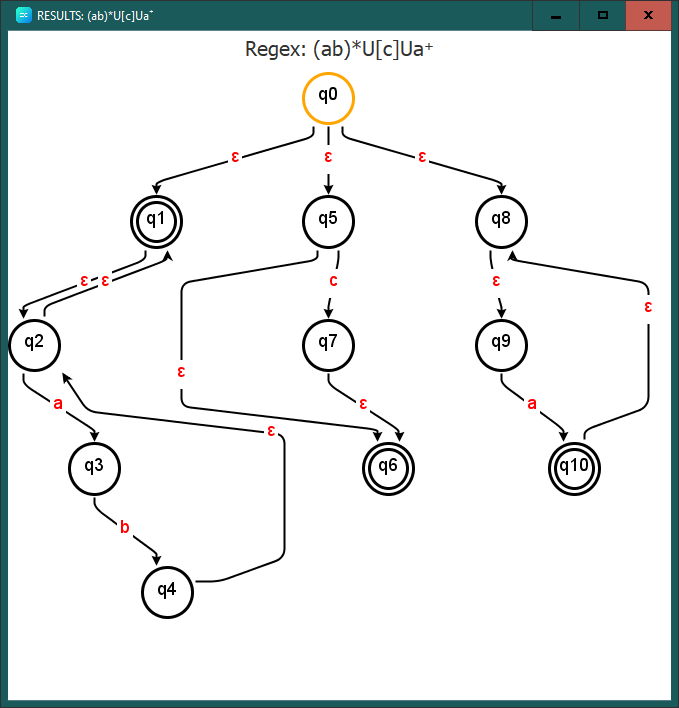 RESULTS: (ab)*U[c]Ua⁺
Regex: (ab)*U[c]Ua⁺
q0
ε ε ε
q1 q5 q8
ε ε c ε
ε
q2 q7 q9
ε
a ε a
ε
q3 q6 q10
b
q4